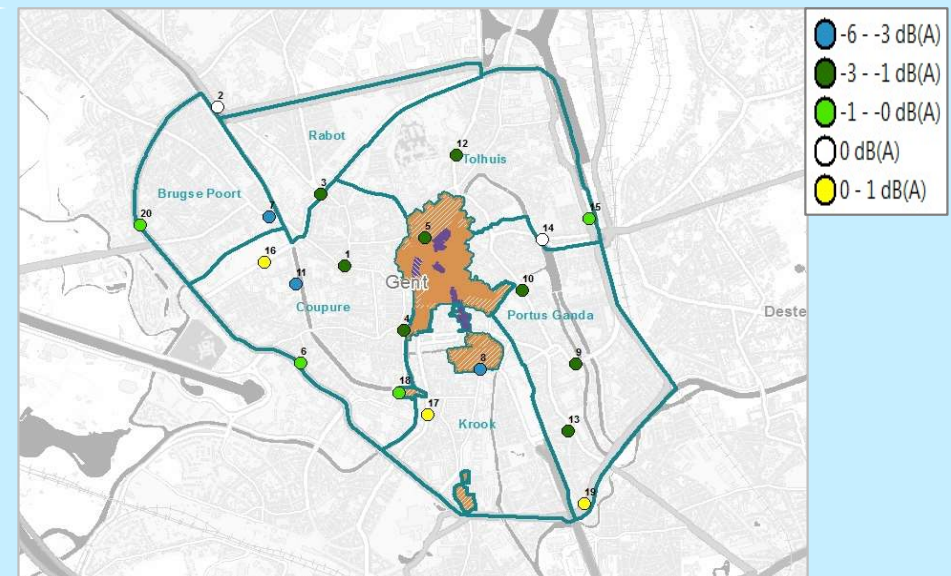 -6 - -3 dB(A)
-3 - -1 dB(A)
-1 - -0 dB(A)
0 dB(A)
0 - 1 dB(A)
2
Rabot
12
Tolhuis
3
Brugse Poort
7
20
15
14
5
16
1
11
Gent
10
Coupure
Portus Ganda
Deste
4
6
8
9
18
17
Krook
13
19